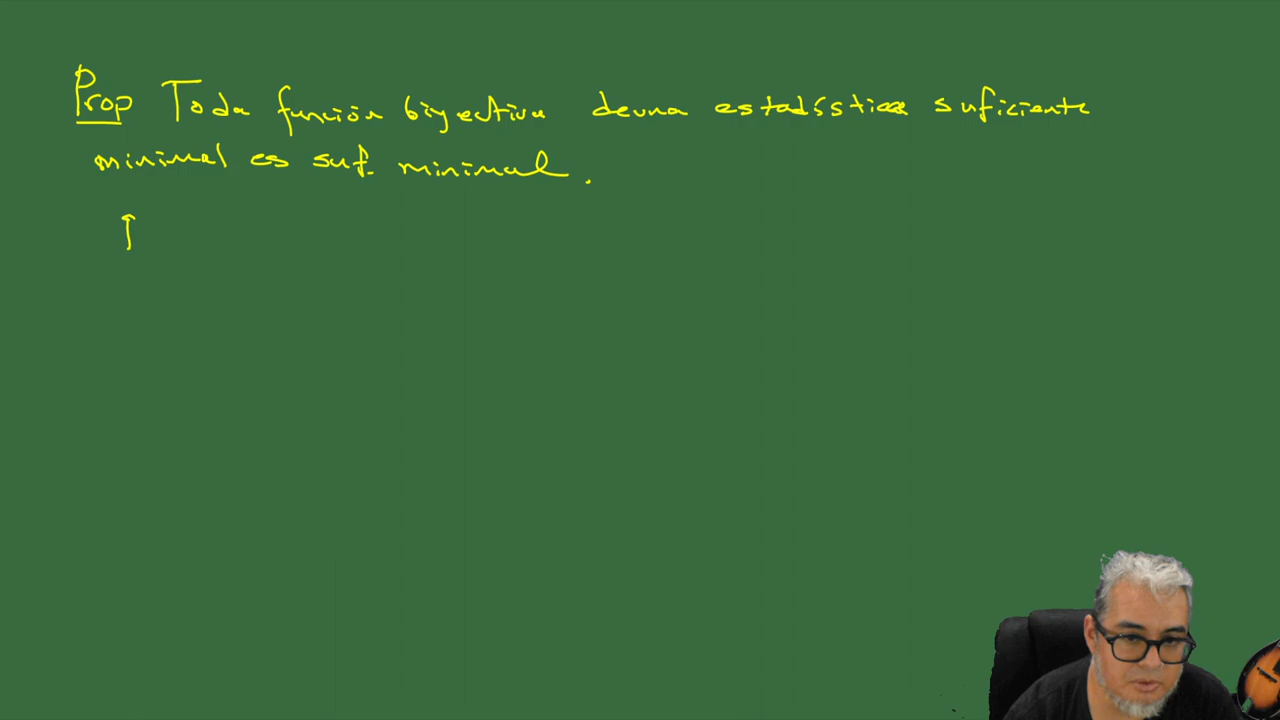 Prop Toda función biyectiva de una estadística suficiente
minimal es suf. minimal.